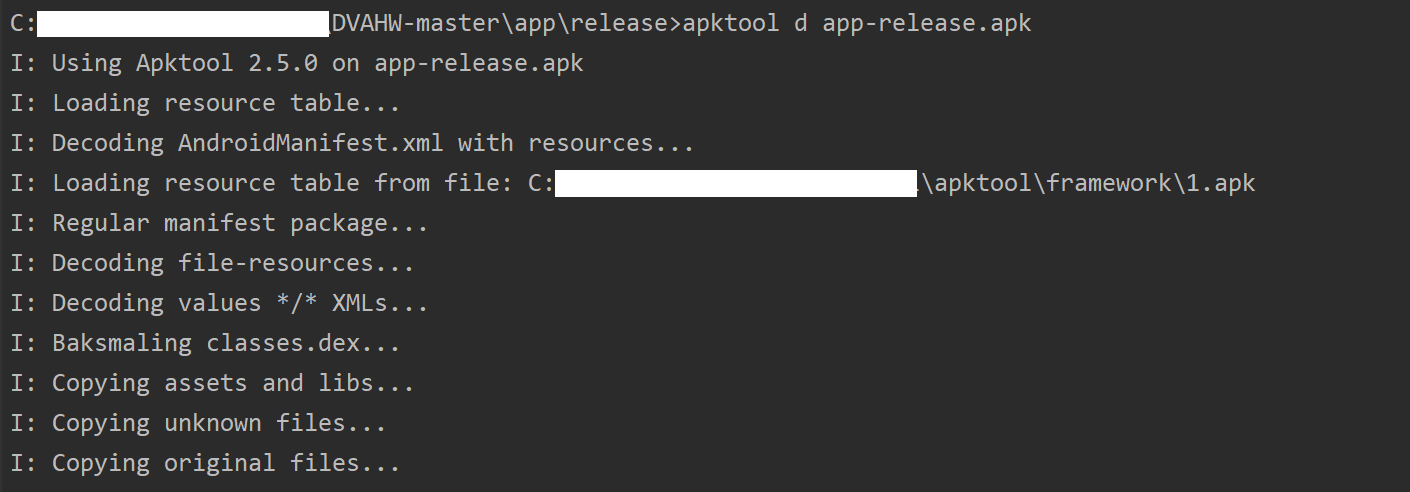 C: \DVAHW-master\app\release>apktool d app-release.apk
I: Using Apktool 2.5.0 on app-release.apk
I: Loading resource table...
I: Decoding AndroidManifest.xml with resources...
I: Loading resource table from file: C: \apktool\framework\1.apk
I: Regular manifest package...
I: Decoding file-resources...
I: Decoding values */* XMLs...
I: Baksmaling classes.dex...
I: Copying assets and libs...
I: Copying unknown files...
I: Copying original files...